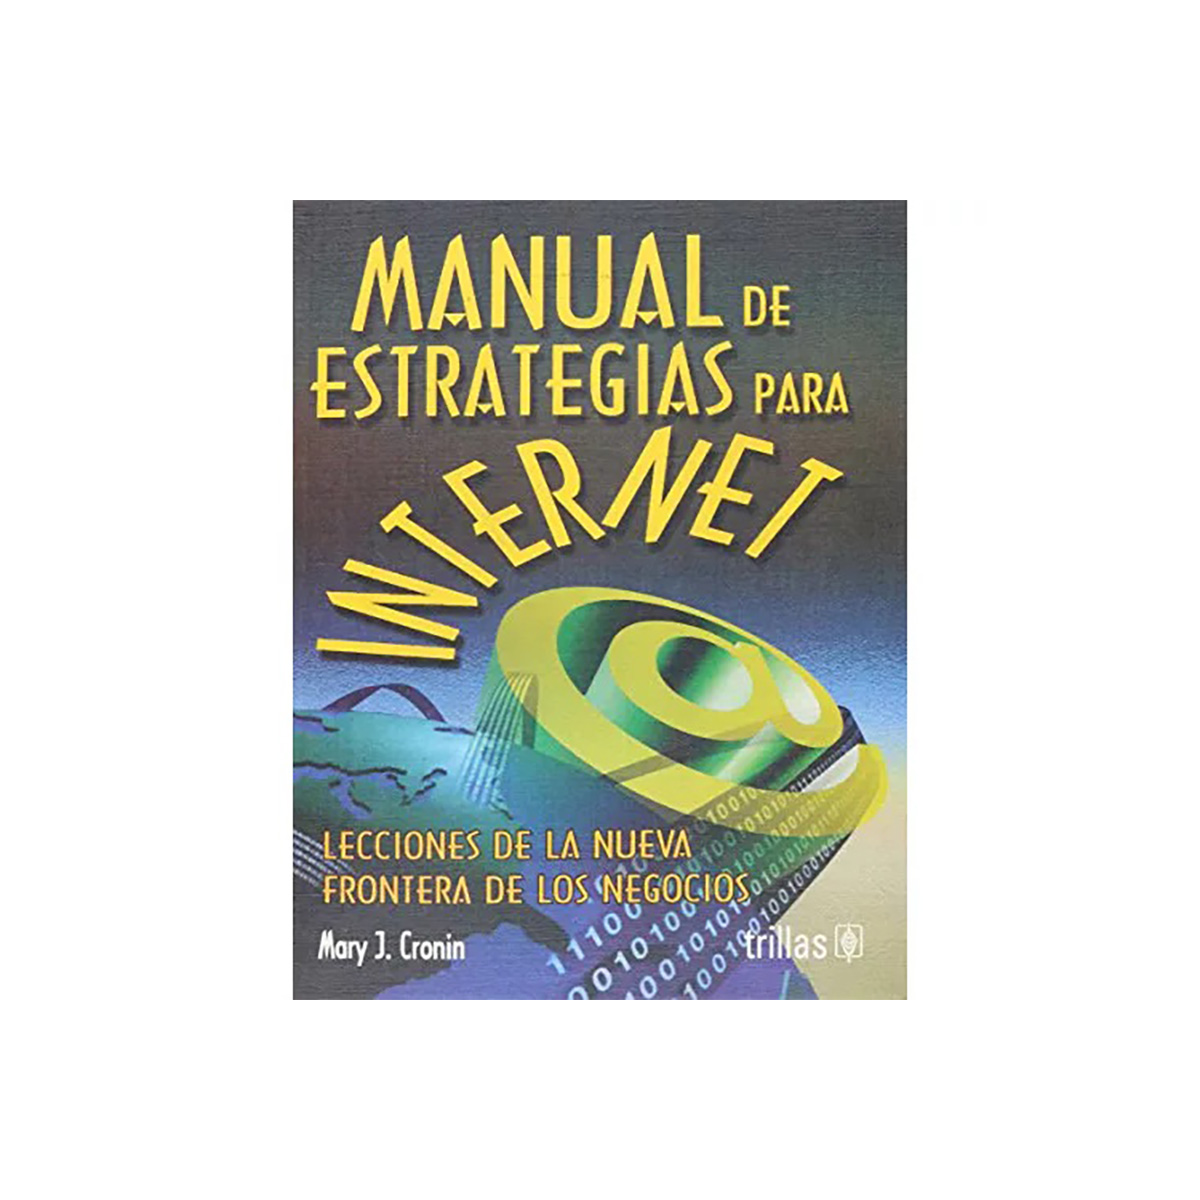 MANUAL DE
ESTRATEGIAS PARA
INTERNET
LECCIONES DE LA NUEVA
FRONTERA DE LOS NEGOCIOS
Mary J. Cronin
trillas